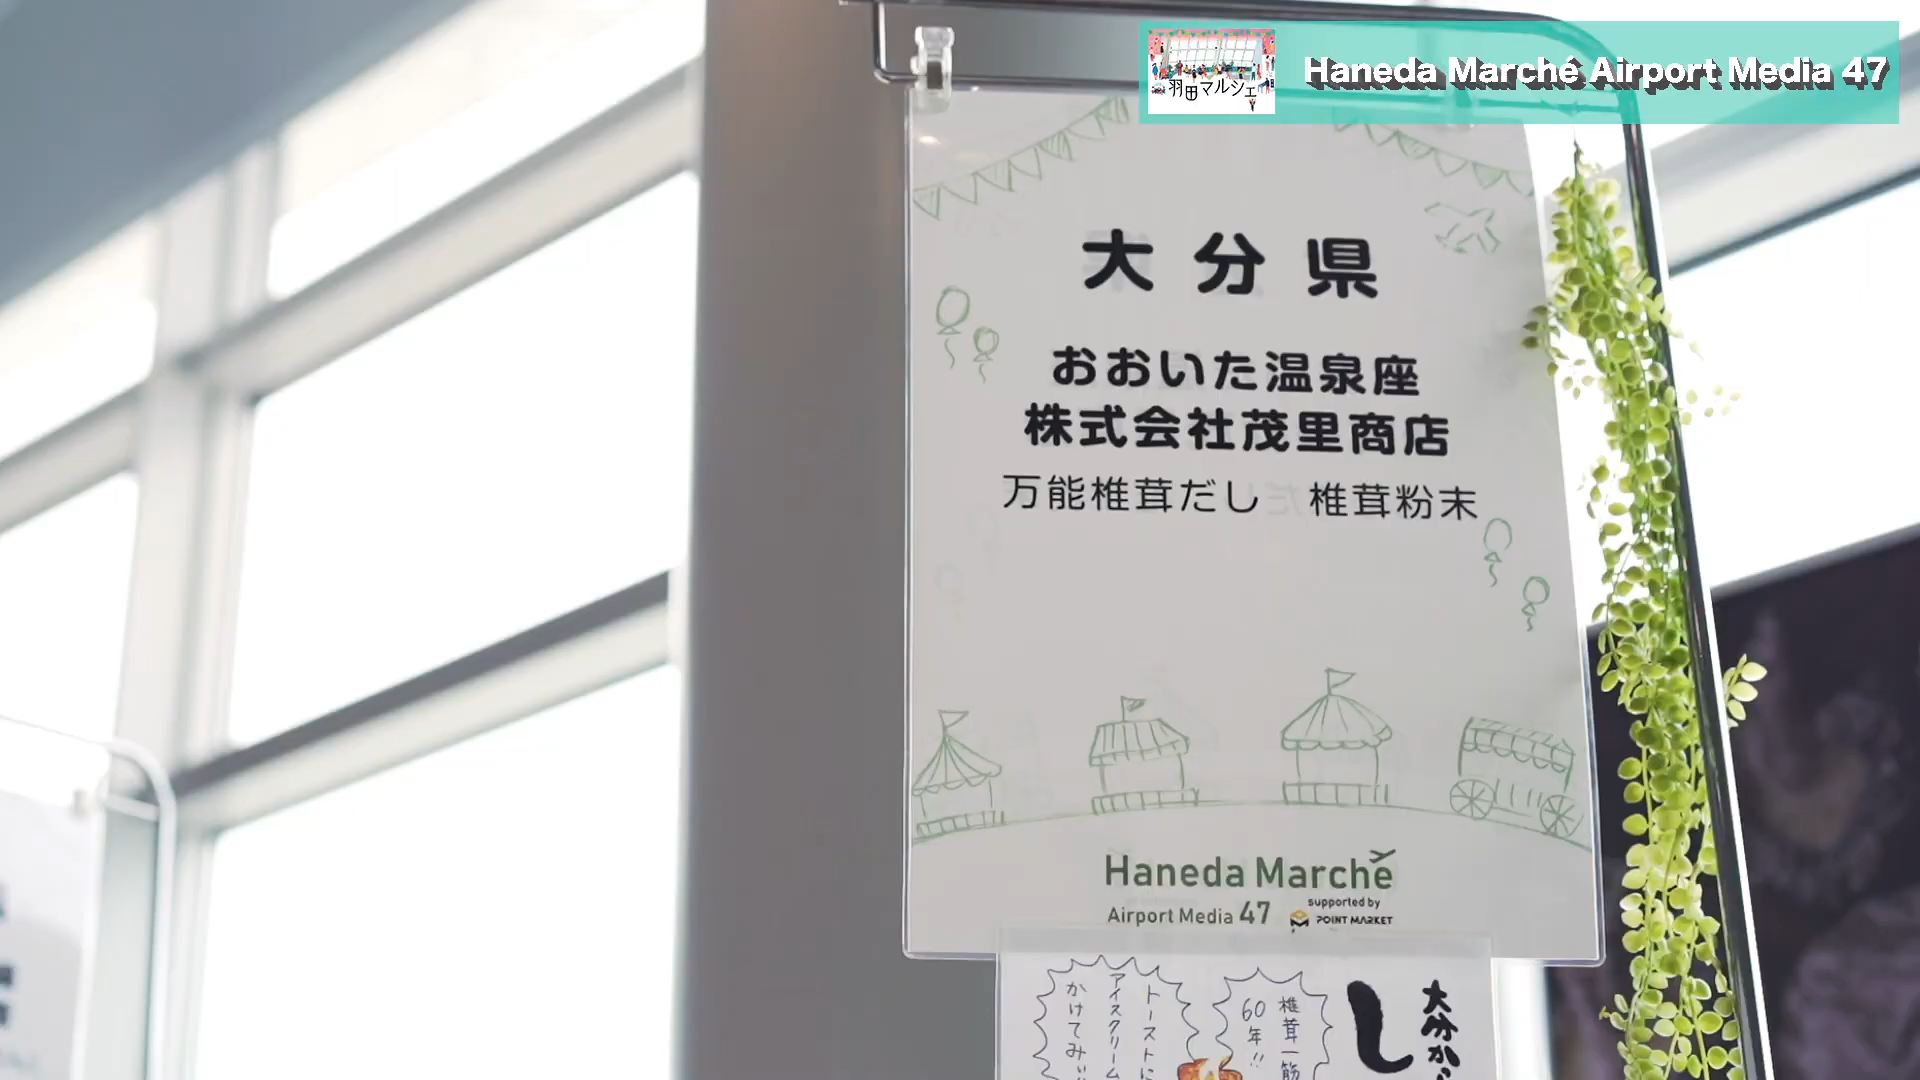 羽田マルシェ
Haneda Marché Airport Media 47
大分県
おおいた温泉座
株式会社茂里商店
万能椎茸だし 椎茸粉末
Haneda Marché
Airport Media 47
supported by
POINT MARKET
大分から
し
椎茸一筋
60年!!
トーストに
アイスクリーム
かけてみ